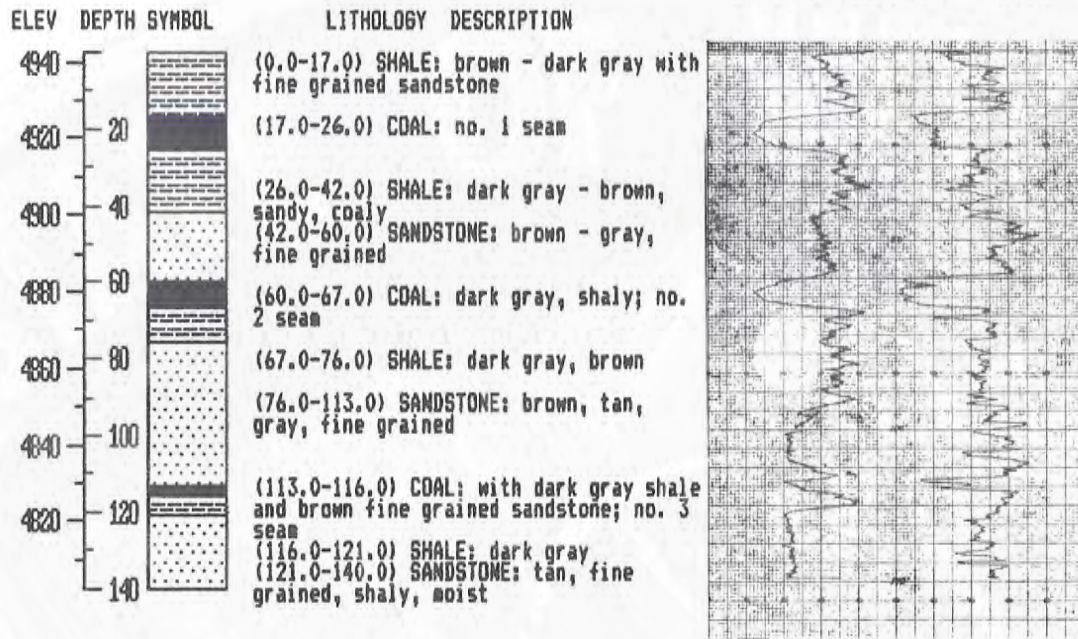 ELEV DEPTH SYMBOL LITHOLOGY DESCRIPTION
4940
(0.0-17.0) SHALE: brown - dark gray with
fine grained sandstone
4920
20
(17.0-26.0) COAL: no. 1 seam
4900
40
(26.0-42.0) SHALE: dark gray - brown,
sandy, coaly
(42.0-60.0) SANDSTONE: brown - gray,
fine grained
4880
60
(60.0-67.0) COAL: dark gray, shaly; no.
2 seam
4860
80
(67.0-76.0) SHALE: dark gray, brown
(76.0-113.0) SANDSTONE: brown, tan,
gray, fine grained
4840
100
(113.0-116.0) COAL: with dark gray shale
and brown fine grained sandstone; no. 3
seam
4820
120
(116.0-121.0) SHALE: dark gray
(121.0-140.0) SANDSTONE: tan, fine
grained, shaly, moist
140